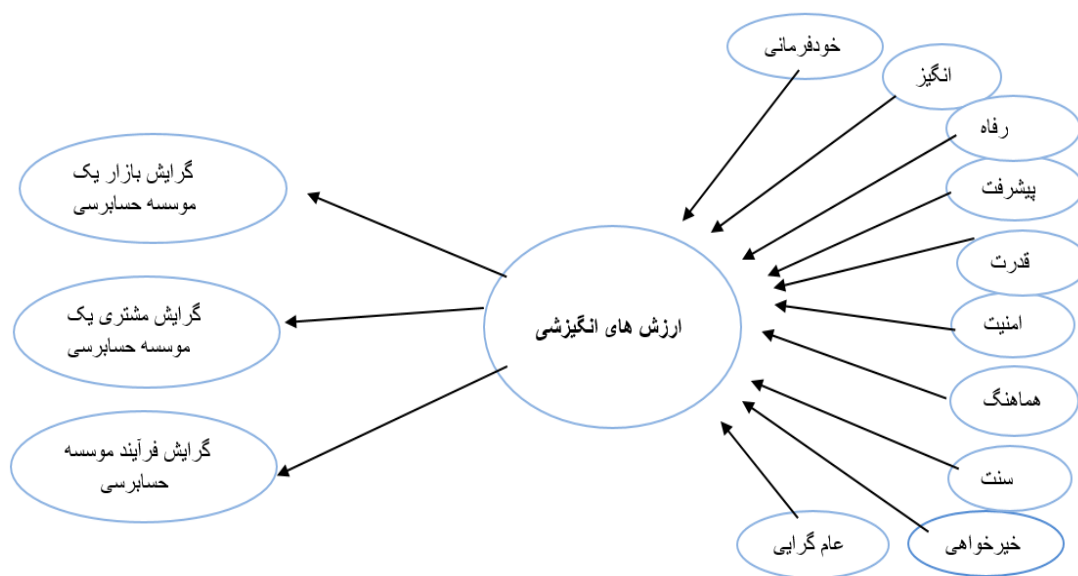 خودفرمانی
انگیز
رفاه
پیشرفت
قدرت
امنیت
هماهنگ
سنت
خیرخواهی
عام گرایی
ارزش های انگیزشی
گرایش بازار یک
موسسه حسابرسی
گرایش مشتری یک
موسسه حسابرسی
گرایش فرآیند موسسه
حسابرسی